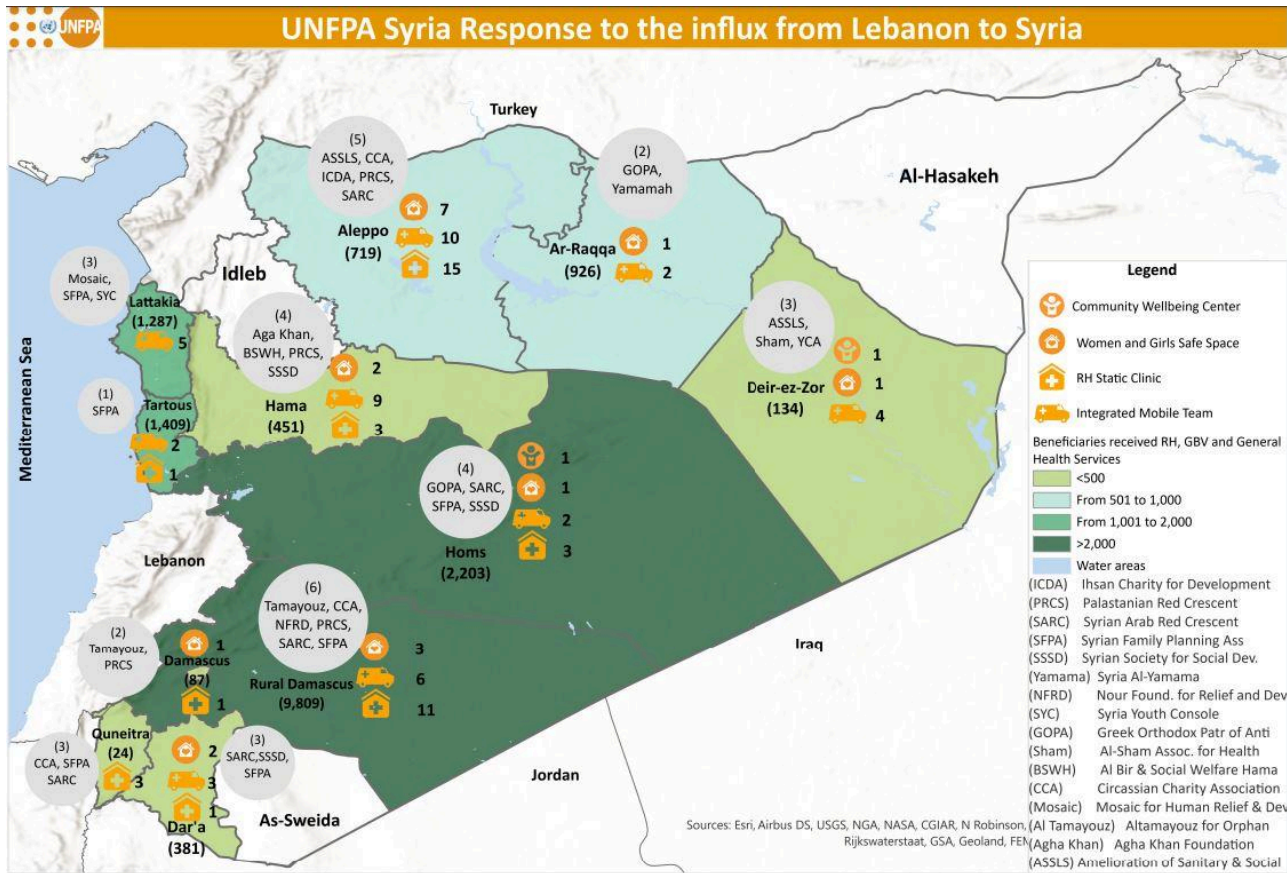 UNFPA
UNFPA Syria Response to the influx from Lebanon to Syria
Turkey
(5)
ASSLS, CCA,
ICDA, PRCS,
SARC
7
Aleppo
(719)
10
15
(2)
GOPA,
Yamamah
Ar-Raqqa
(926)
1
2
Al-Hasakeh
Idleb
(3)
Mosaic,
SFPA, SYC
Lattakia
(1,287)
5
(4)
Aga Khan,
BSWH, PRCS,
SSSD
Hama
(451)
2
9
3
(3)
ASSLS,
Sham, YCA
Deir-ez-Zor
(134)
1
1
4
Mediterranean Sea
(1)
SFPA
Tartous
(1,409)
2
1
(4)
GOPA, SARC,
SFPA, SSSD
Homs
(2,203)
1
1
2
3
Lebanon
(6)
Tamayouz, CCA,
NFRD, PRCS,
SARC, SFPA
Rural Damascus
(9,809)
3
6
11
(2)
Tamayouz,
PRCS
1
Damascus
(87)
1
Iraq
Quneitra
(24)
3
(3)
CCA, SFPA
SARC
2
3
1
Dar'a
(381)
(3)
SARC,SSSD,
SFPA
As-Sweida
Jordan
Sources: Esri, Airbus DS, USGS, NGA, NASA, CGIAR, N Robinson,
Rijkswaterstaat, GSA, Geoland, FEM
Legend
Community Wellbeing Center
Women and Girls Safe Space
RH Static Clinic
Integrated Mobile Team
Beneficiaries received RH, GBV and General
Health Services
<500
From 501 to 1,000
From 1,001 to 2,000
>2,000
Water areas
(ICDA) Ihsan Charity for Development
(PRCS) Palastanian Red Crescent
(SARC) Syrian Arab Red Crescent
(SFPA) Syrian Family Planning Ass
(SSSD) Syrian Society for Social Dev.
(Yamama) Syria Al-Yamama
(NFRD) Nour Found. for Relief and Dev
(SYC) Syria Youth Console
(GOPA) Greek Orthodox Patr of Anti
(Sham) Al-Sham Assoc. for Health
(BSWH) Al Bir & Social Welfare Hama
(CCA) Circassian Charity Association
(Mosaic) Mosaic for Human Relief & Dev
(Al Tamayouz) Altamayouz for Orphan
(Agha Khan) Agha Khan Foundation
(ASSLS) Amelioration of Sanitary & Social